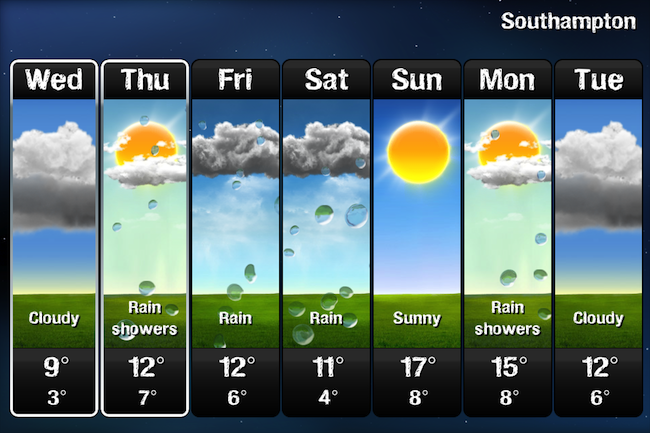 Southampton
Wed Thu Fri Sat Sun Mon Tue
Cloudy Rain showers Rain Rain Sunny Rain showers Cloudy
9° 12° 12° 11° 17° 15° 12°
3° 7° 6° 4° 8° 8° 6°